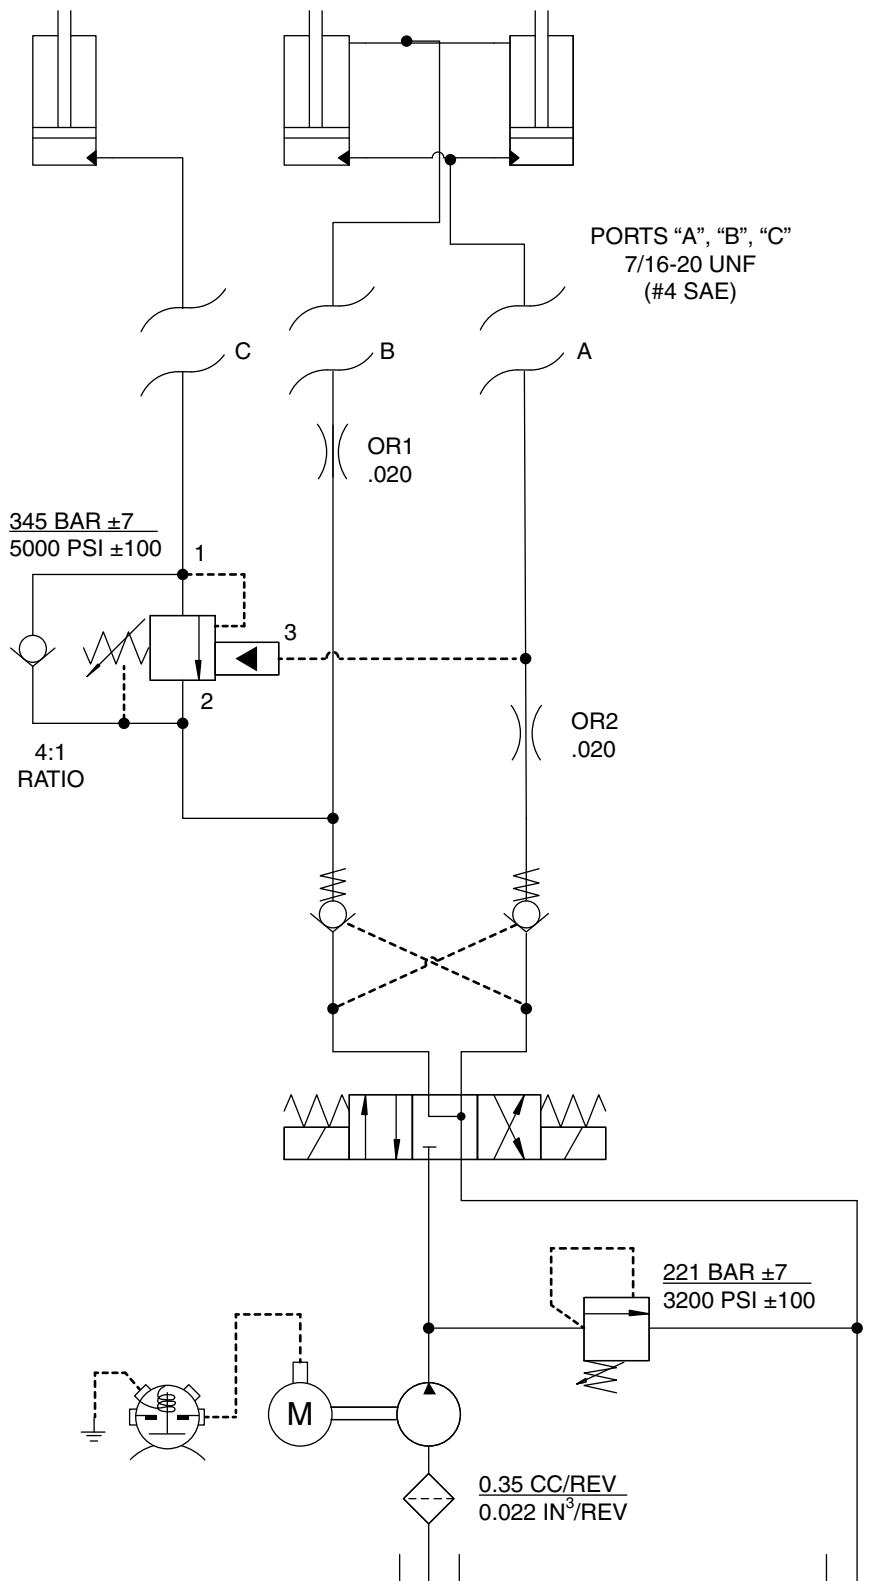 PORTS “A”, “B”, “C”
7/16-20 UNF
(#4 SAE)
C
B
A
OR1
.020
345 BAR ±7
5000 PSI ±100
1
3
2
OR2
.020
4:1
RATIO
221 BAR ±7
3200 PSI ±100
M
0.35 CC/REV
0.022 IN³/REV